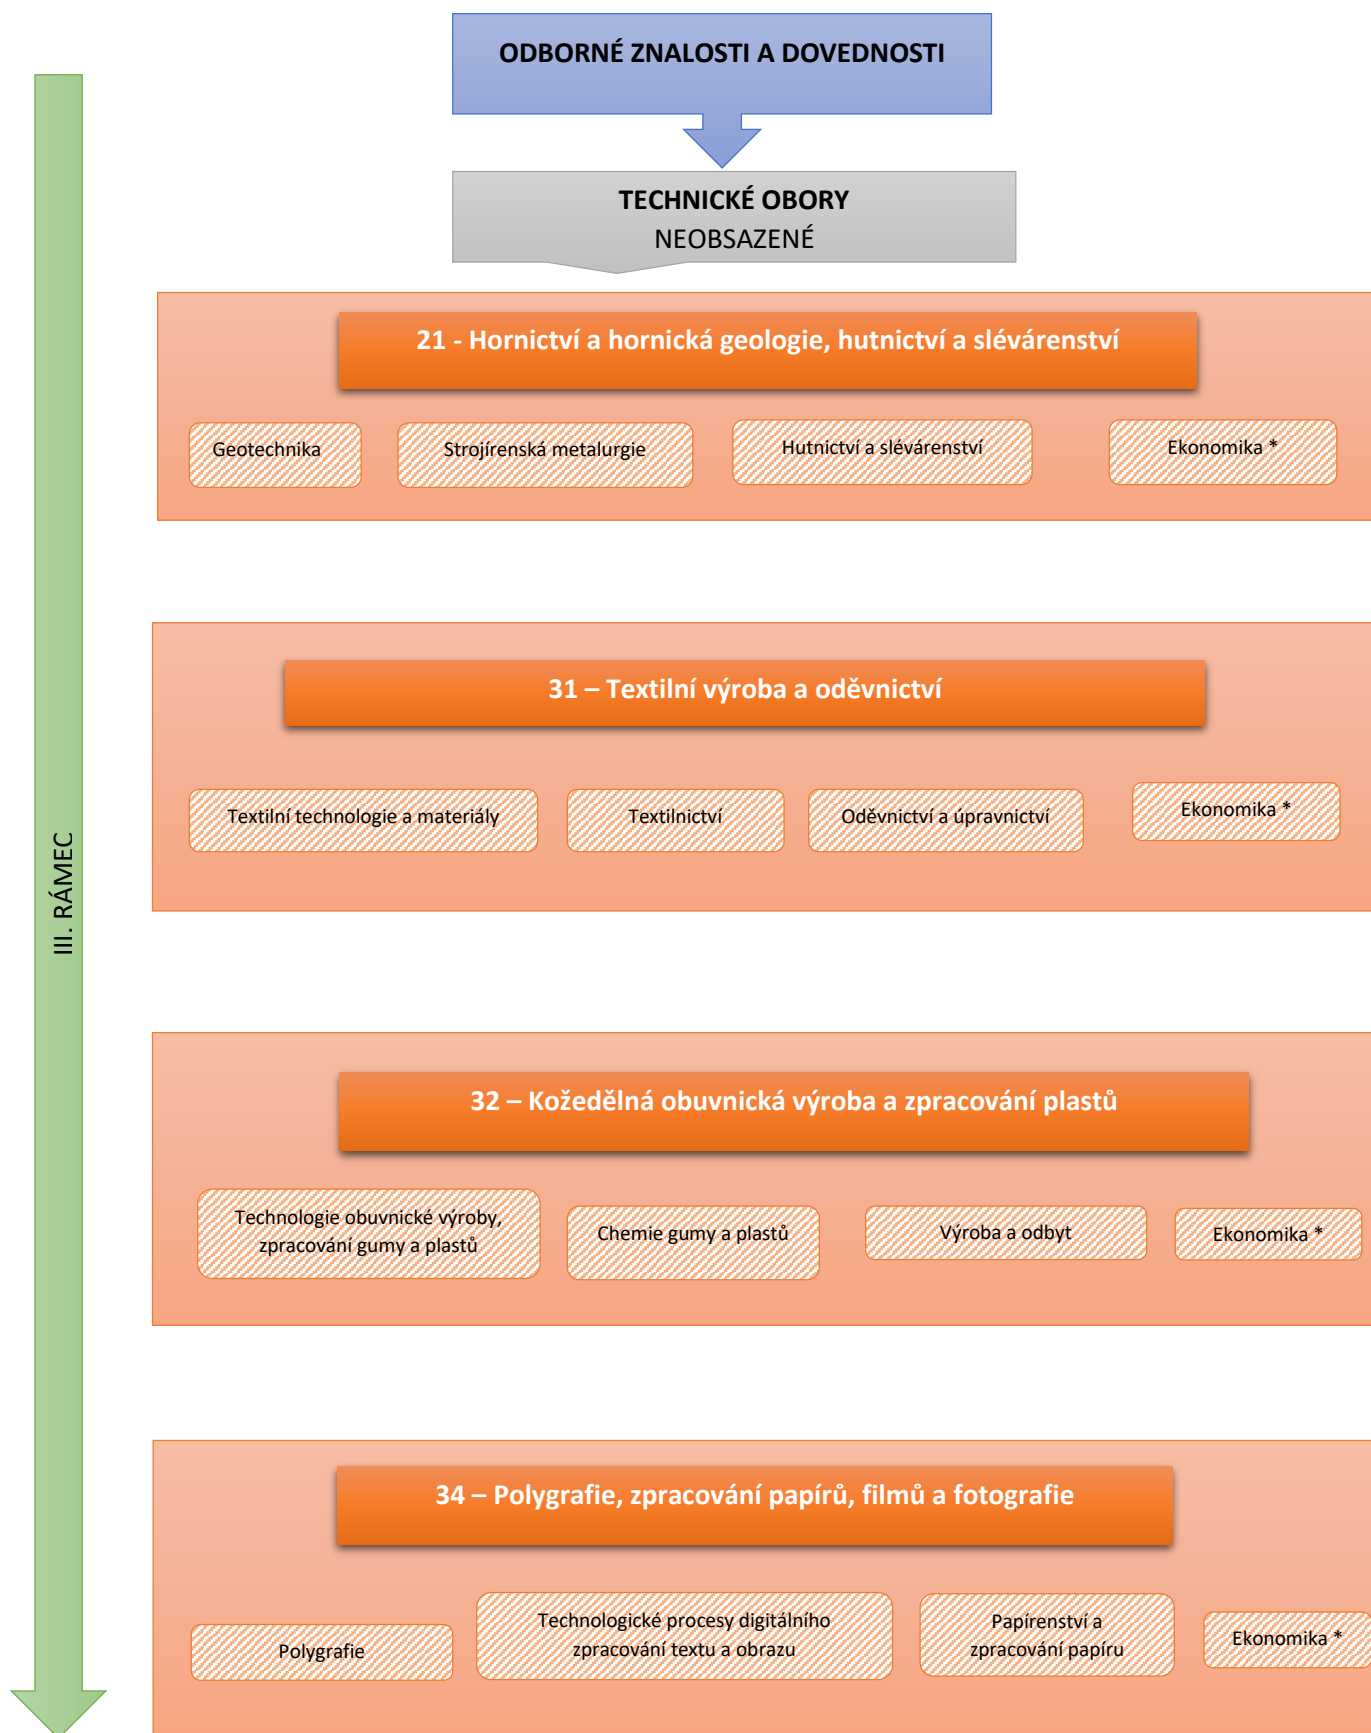 ODBORNÉ ZNALOSTI A DOVEDNOSTI
TECHNICKÉ OBORY
NEOBSAZENÉ
III. RÁMEC
21 - Hornictví a hornická geologie, hutnictví a slévárenství
Geotechnika
Strojírenská metalurgie
Hutnictví a slévárenství
Ekonomika *
31 – Textilní výroba a oděvnictví
Textilní technologie a materiály
Textilnictví
Oděvnictví a úpravnictví
Ekonomika *
32 – Kožedělná obuvnická výroba a zpracování plastů
Technologie obuvnické výroby,
zpracování gumy a plastů
Chemie gumy a plastů
Výroba a odbyt
Ekonomika *
34 – Polygrafie, zpracování papírů, filmů a fotografie
Polygrafie
Technologické procesy digitálního
zpracování textu a obrazu
Papírenství a
zpracování papíru
Ekonomika *